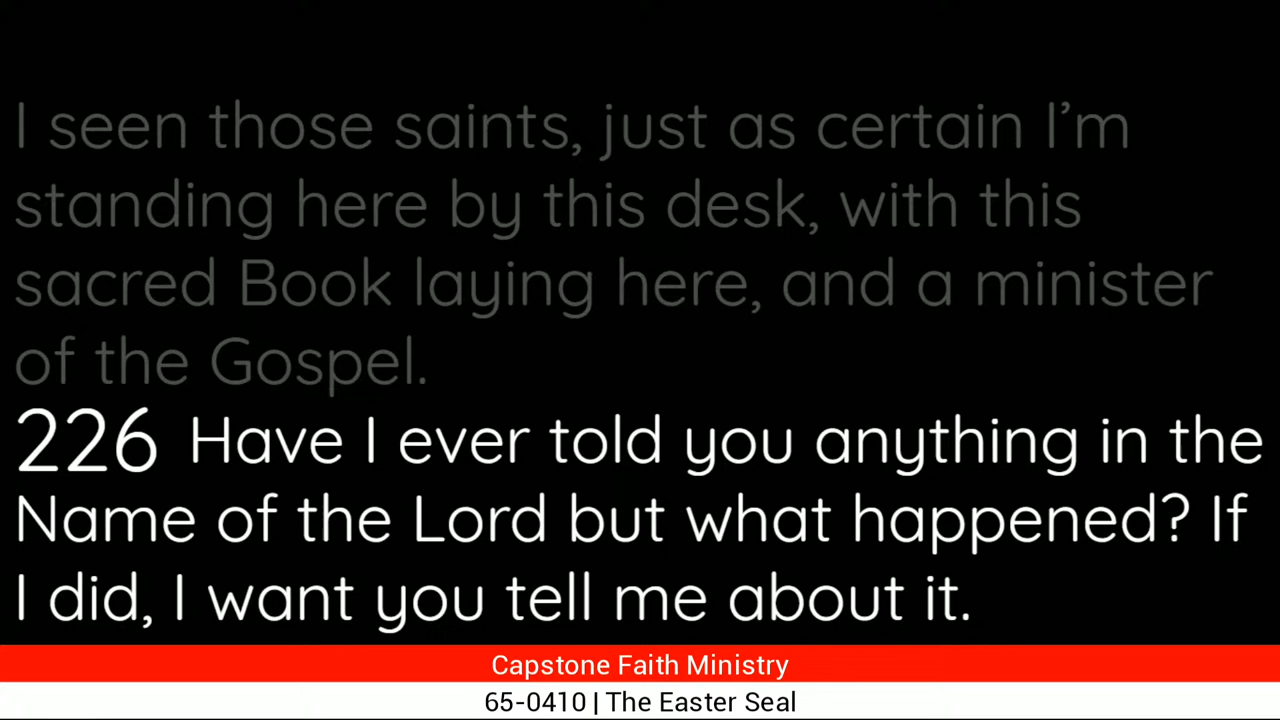 I seen those saints, just as certain I’m
standing here by this desk, with this
sacred Book laying here, and a minister
of the Gospel.
226 Have I ever told you anything in the
Name of the Lord but what happened? If
I did, I want you tell me about it.
Capstone Faith Ministry
65-0410 | The Easter Seal